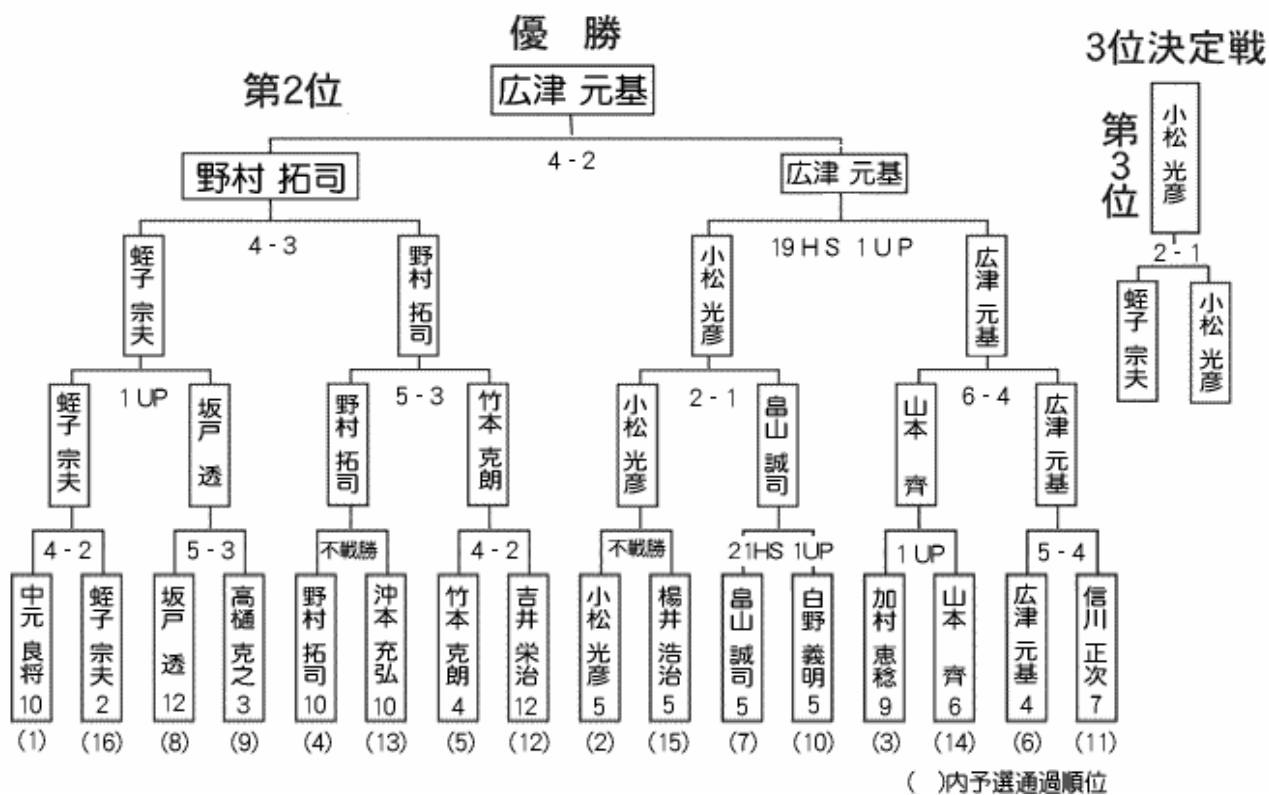 優 勝
広津 元基
第2位
3位決定戦
小松 光彦
第3位
2-1
蛭子 宗夫
小松 光彦
4-2
野村 拓司
広津 元基
4-3
19HS 1UP
蛭子 宗夫
野村 拓司
小松 光彦
広津 元基
1UP
5-3
2-1
6-4
蛭子 宗夫
坂戸 透
野村 拓司
竹本 克朗
小松 光彦
畠山 誠司
山本 齊
広津 元基
4-2
5-3
不戦勝
4-2
不戦勝
21HS 1UP
1UP
5-4
中元 良将 10
蛭子 宗夫 2
坂戸 透 12
高樋 克之 3
野村 拓司 10
沖本 充弘 10
竹本 克朗 4
吉井 栄治 12
小松 光彦 5
楊井 浩治 5
畠山 誠司 5
白野 義明 5
加村 恵稔 9
山本 齊 6
広津 元基 4
信川 正次 7
(1) (16) (8) (9) (4) (13) (5) (12) (2) (15) (7) (10) (3) (14) (6) (11)
( )内予選通過順位